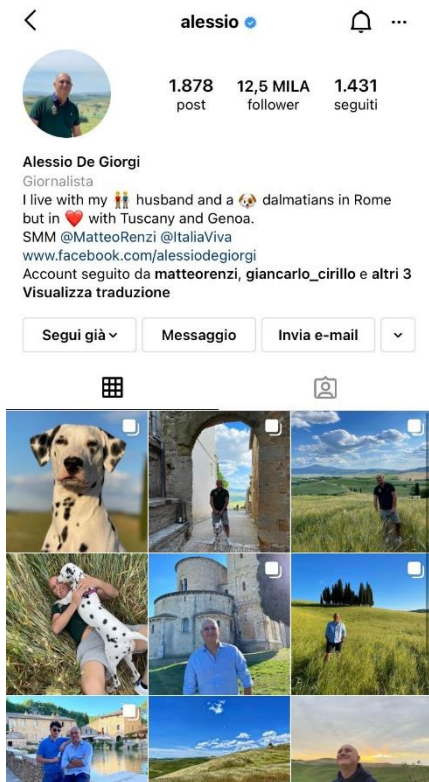 alessio
1.878 12,5 MILA 1.431
post follower seguiti
Alessio De Giorgi
Giornalista
I live with my 👬 husband and a 🐶 dalmatians in Rome
but in ❤️ with Tuscany and Genoa.
SMM @MatteoRenzi @ItaliaViva
www.facebook.com/alessiodegiorgi
Account seguito da matteorenzi, giancarlo_cirillo e altri 3
Visualizza traduzione
Segui già Messaggio Invia e-mail